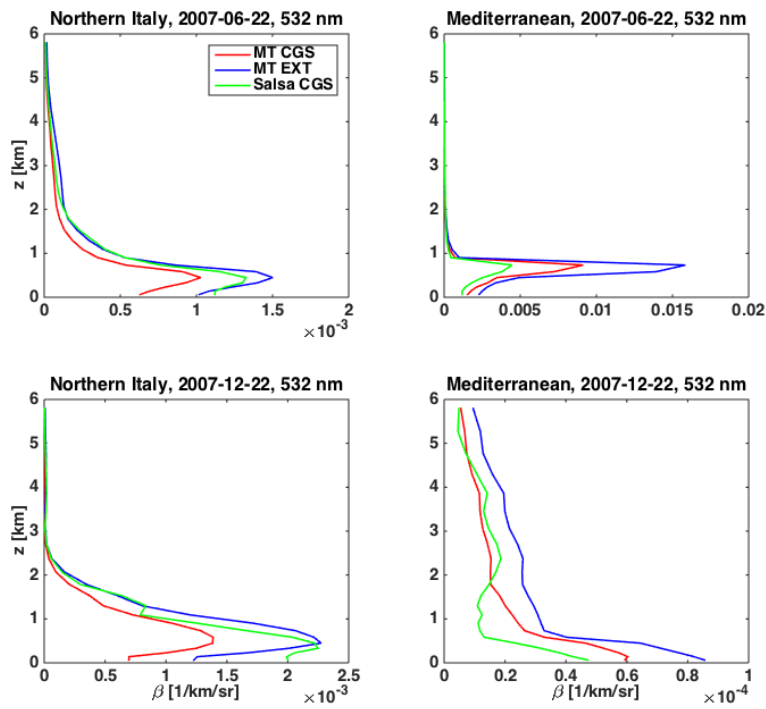 Northern Italy, 2007-06-22, 532 nm
6
5
4
3
2
1
0
z [km]
MT CGS
MT EXT
Salsa CGS
0 0.5 1 1.5 2
×10⁻³
Mediterranean, 2007-06-22, 532 nm
6
5
4
3
2
1
0
0 0.005 0.01 0.015 0.02
Northern Italy, 2007-12-22, 532 nm
6
5
4
3
2
1
0
z [km]
0 0.5 1 1.5 2 2.5
β [1/km/sr]
×10⁻³
Mediterranean, 2007-12-22, 532 nm
6
5
4
3
2
1
0
0 0.2 0.4 0.6 0.8 1
β [1/km/sr]
×10⁻⁴